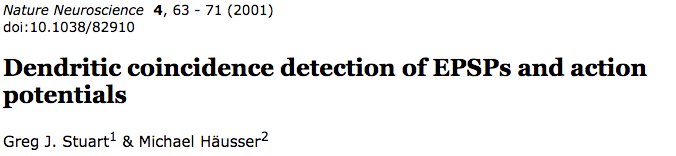 Nature Neuroscience 4, 63 - 71 (2001)
doi:10.1038/82910
Dendritic coincidence detection of EPSPs and action
potentials
Greg J. Stuart1 & Michael Häusser2